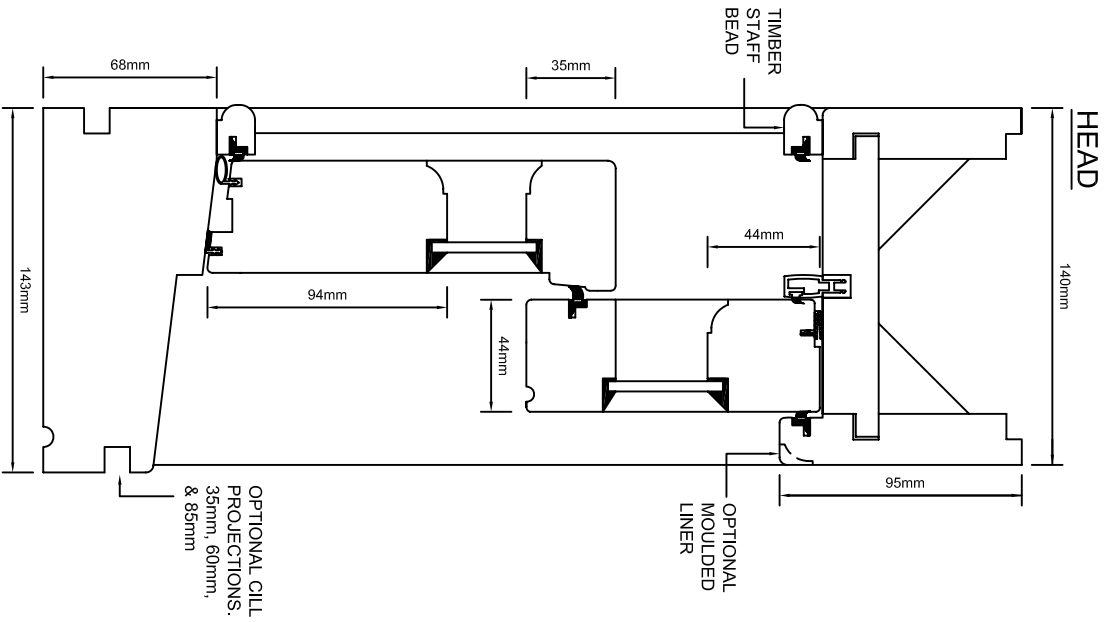 HEAD
TIMBER
STAFF
BEAD
68mm
35mm
44mm
140mm
143mm
94mm
44mm
95mm
OPTIONAL
MOULDED
LINER
OPTIONAL CILL
PROJECTIONS.
35mm, 60mm,
& 85mm